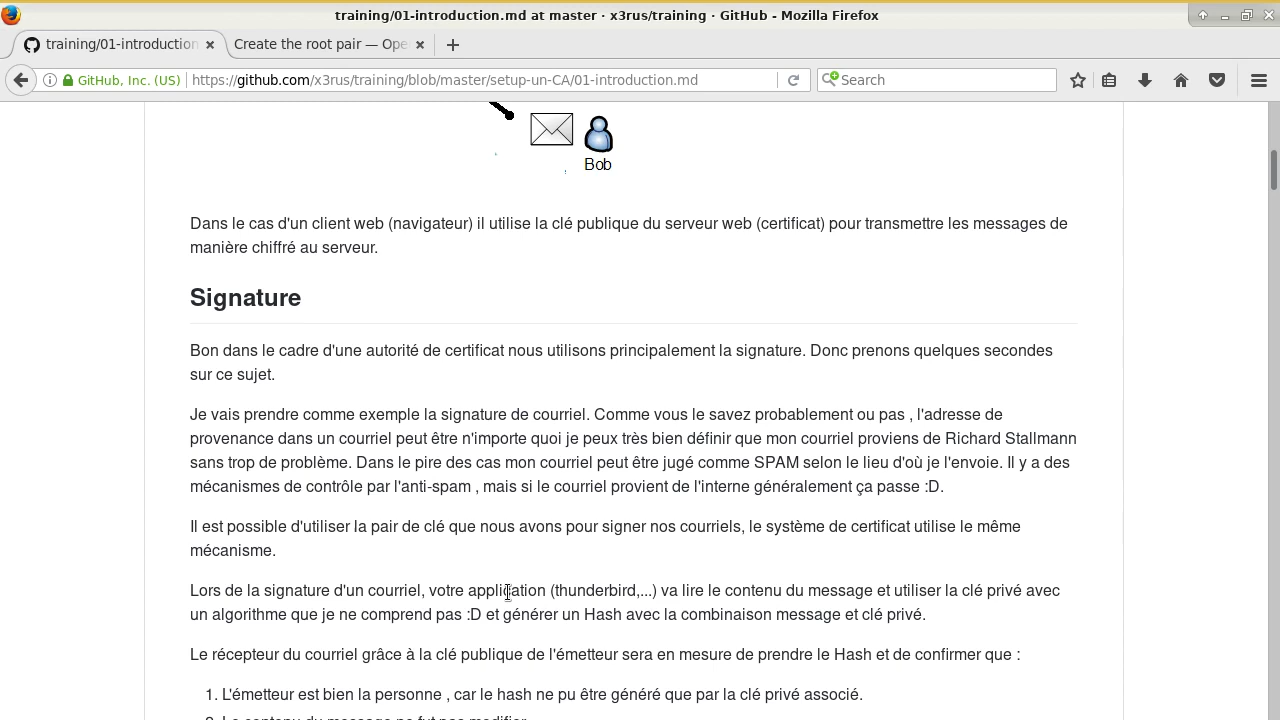 training/01-introduction.md at master · x3rus/training · GitHub - Mozilla Firefox
training/01-introduction
Create the root pair — Ope
GitHub, Inc. (US)
https://github.com/x3rus/training/blob/master/setup-un-CA/01-introduction.md
Search
Bob
Dans le cas d'un client web (navigateur) il utilise la clé publique du serveur web (certificat) pour transmettre les messages de
manière chiffré au serveur.
Signature
Bon dans le cadre d'une autorité de certificat nous utilisons principalement la signature. Donc prenons quelques secondes
sur ce sujet.
Je vais prendre comme exemple la signature de courriel. Comme vous le savez probablement ou pas , l'adresse de
provenance dans un courriel peut être n'importe quoi je peux très bien définir que mon courriel proviens de Richard Stallmann
sans trop de problème. Dans le pire des cas mon courriel peut être jugé comme SPAM selon le lieu d'où je l'envoie. Il y a des
mécanismes de contrôle par l'anti-spam , mais si le courriel provient de l'interne généralement ça passe :D.
Il est possible d'utiliser la pair de clé que nous avons pour signer nos courriels, le système de certificat utilise le même
mécanisme.
Lors de la signature d'un courriel, votre application (thunderbird,...) va lire le contenu du message et utiliser la clé privé avec
un algorithme que je ne comprend pas :D et générer un Hash avec la combinaison message et clé privé.
Le récepteur du courriel grâce à la clé publique de l'émetteur sera en mesure de prendre le Hash et de confirmer que :
1. L'émetteur est bien la personne , car le hash ne pu être généré que par la clé privé associé.
2. Le contenu du message ne fut pas modifier